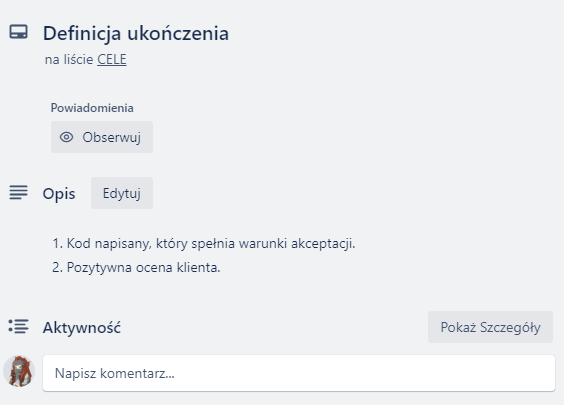 Definicja ukończenia
na liście CELE
Powiadomienia
Obserwuj
Opis Edytuj
1. Kod napisany, który spełnia warunki akceptacji.
2. Pozytywna ocena klienta.
Aktywność Pokaż Szczegóły
Napisz komentarz...